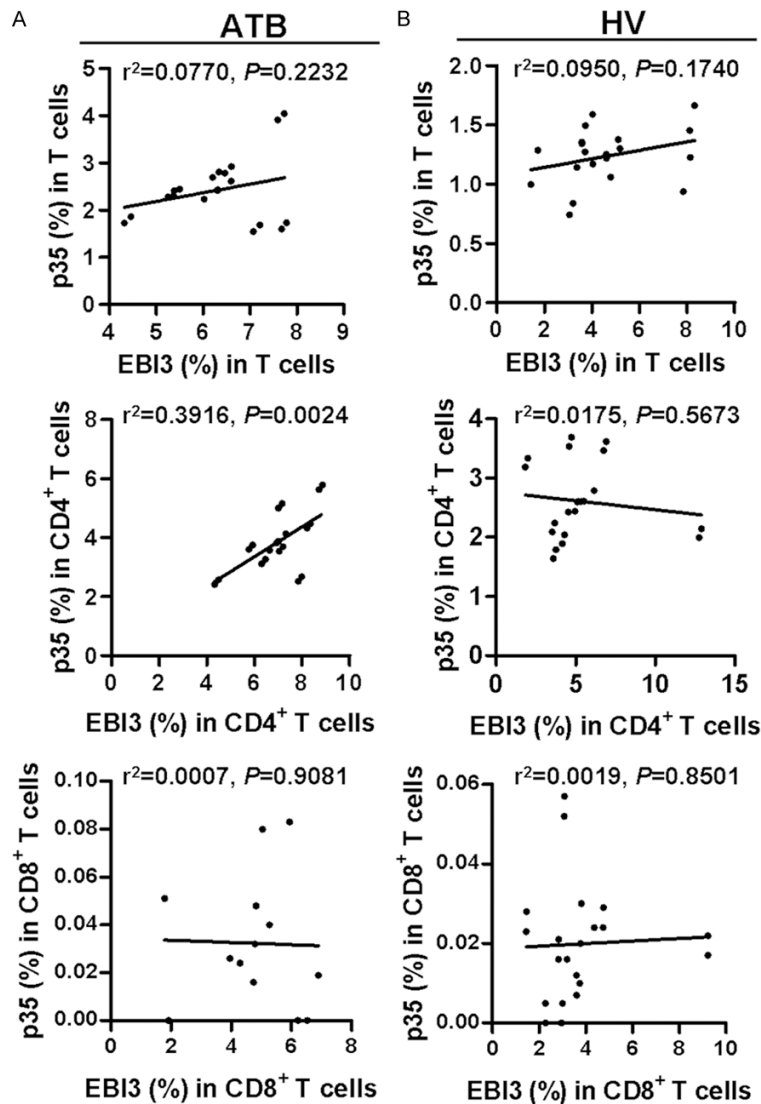 A
ATB
r²=0.0770, P=0.2232
p35 (%) in T cells
5
4
3
2
1
0
4 5 6 7 8 9
EBI3 (%) in T cells
r²=0.3916, P=0.0024
p35 (%) in CD4⁺ T cells
8
6
4
2
0
0 2 4 6 8 10
EBI3 (%) in CD4⁺ T cells
r²=0.0007, P=0.9081
p35 (%) in CD8⁺ T cells
0.10
0.08
0.06
0.04
0.02
0.00
0 2 4 6 8
EBI3 (%) in CD8⁺ T cells
B
HV
r²=0.0950, P=0.1740
p35 (%) in T cells
2.0
1.5
1.0
0.5
0.0
0 2 4 6 8 10
EBI3 (%) in T cells
r²=0.0175, P=0.5673
p35 (%) in CD4⁺ T cells
4
3
2
1
0
0 5 10 15
EBI3 (%) in CD4⁺ T cells
r²=0.0019, P=0.8501
p35 (%) in CD8⁺ T cells
0.06
0.04
0.02
0.00
0 2 4 6 8 10
EBI3 (%) in CD8⁺ T cells